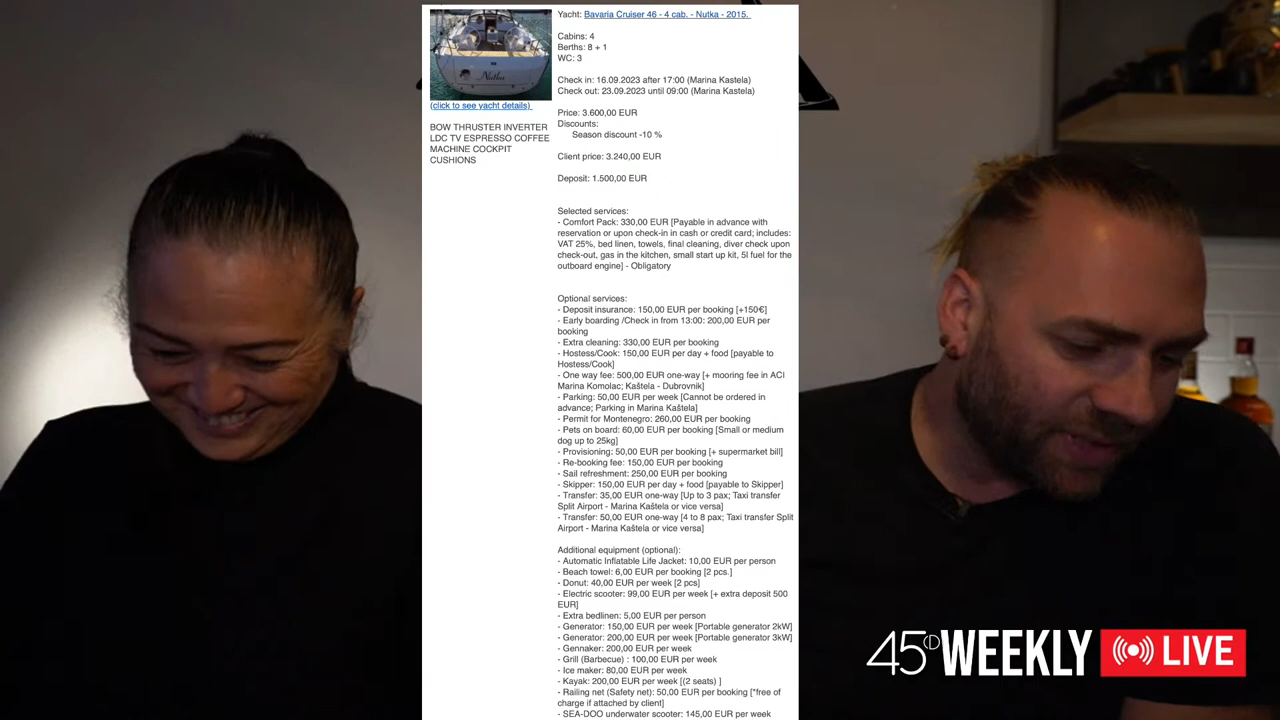 Yacht: Bavaria Cruiser 46 - 4 cab. - Nutka - 2015.
Cabins: 4
Berths: 8 + 1
WC: 3
Check in: 16.09.2023 after 17:00 (Marina Kastela)
Check out: 23.09.2023 until 09:00 (Marina Kastela)
Price: 3.600,00 EUR
Discounts:
Season discount -10 %
Client price: 3.240,00 EUR
Deposit: 1.500,00 EUR
Nutka
(click to see yacht details)
BOW THRUSTER INVERTER
LDC TV ESPRESSO COFFEE
MACHINE COCKPIT
CUSHIONS
Selected services:
- Comfort Pack: 330,00 EUR [Payable in advance with
reservation or upon check-in in cash or credit card; includes:
VAT 25%, bed linen, towels, final cleaning, diver check upon
check-out, gas in the kitchen, small start up kit, 5l fuel for the
outboard engine] - Obligatory
Optional services:
- Deposit insurance: 150,00 EUR per booking [+150€]
- Early boarding /Check in from 13:00: 200,00 EUR per
booking
- Extra cleaning: 330,00 EUR per booking
- Hostess/Cook: 150,00 EUR per day + food [payable to
Hostess/Cook]
- One way fee: 500,00 EUR one-way [+ mooring fee in ACI
Marina Komolac; Kaštela - Dubrovnik]
- Parking: 50,00 EUR per week [Cannot be ordered in
advance; Parking in Marina Kaštela]
- Permit for Montenegro: 260,00 EUR per booking
- Pets on board: 60,00 EUR per booking [Small or medium
dog up to 25kg]
- Provisioning: 50,00 EUR per booking [+ supermarket bill]
- Re-booking fee: 150,00 EUR per booking
- Sail refreshment: 250,00 EUR per booking
- Skipper: 150,00 EUR per day + food [payable to Skipper]
- Transfer: 35,00 EUR one-way [Up to 3 pax; Taxi transfer
Split Airport - Marina Kaštela or vice versa]
- Transfer: 50,00 EUR one-way [4 to 8 pax; Taxi transfer Split
Airport - Marina Kaštela or vice versa]
Additional equipment (optional):
- Automatic Inflatable Life Jacket: 10,00 EUR per person
- Beach towel: 6,00 EUR per booking [2 pcs.]
- Donut: 40,00 EUR per week [2 pcs]
- Electric scooter: 99,00 EUR per week [+ extra deposit 500
EUR]
- Extra bedlinen: 5,00 EUR per person
- Generator: 150,00 EUR per week [Portable generator 2kW]
- Generator: 200,00 EUR per week [Portable generator 3kW]
- Gennaker: 200,00 EUR per week
- Grill (Barbecue) : 100,00 EUR per week
- Ice maker: 80,00 EUR per week
- Kayak: 200,00 EUR per week [(2 seats) ]
- Railing net (Safety net): 50,00 EUR per booking ["free of
charge if attached by client]
- SEA-DOO underwater scooter: 145,00 EUR per week
45D WEEKLY LIVE